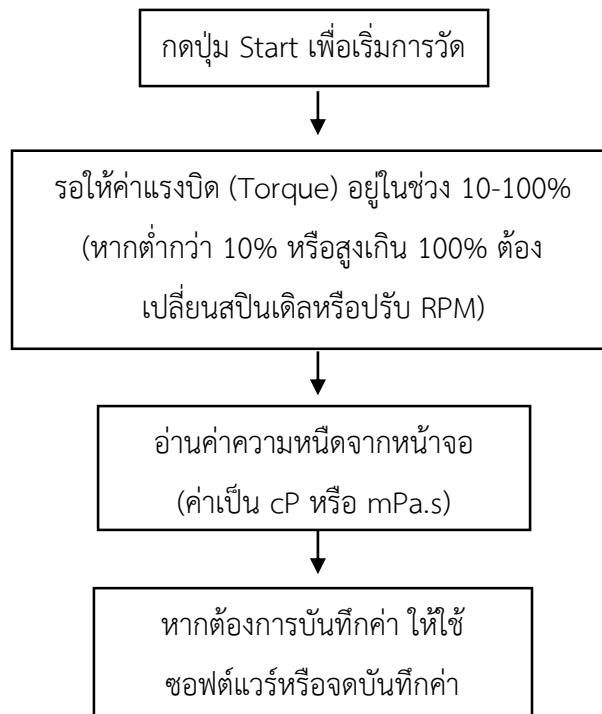 กดปุ่ม Start เพื่อเริ่มการวัด
รอให้ค่าแรงบิด (Torque) อยู่ในช่วง 10-100%
(หากต่ำกว่า 10% หรือสูงเกิน 100% ต้อง
เปลี่ยนสปินเดิลหรือปรับ RPM)
อ่านค่าความหนืดจากหน้าจอ
(ค่าเป็น cP หรือ mPa.s)
หากต้องการบันทึกค่า ให้ใช้
ซอฟต์แวร์หรือจดบันทึกค่า